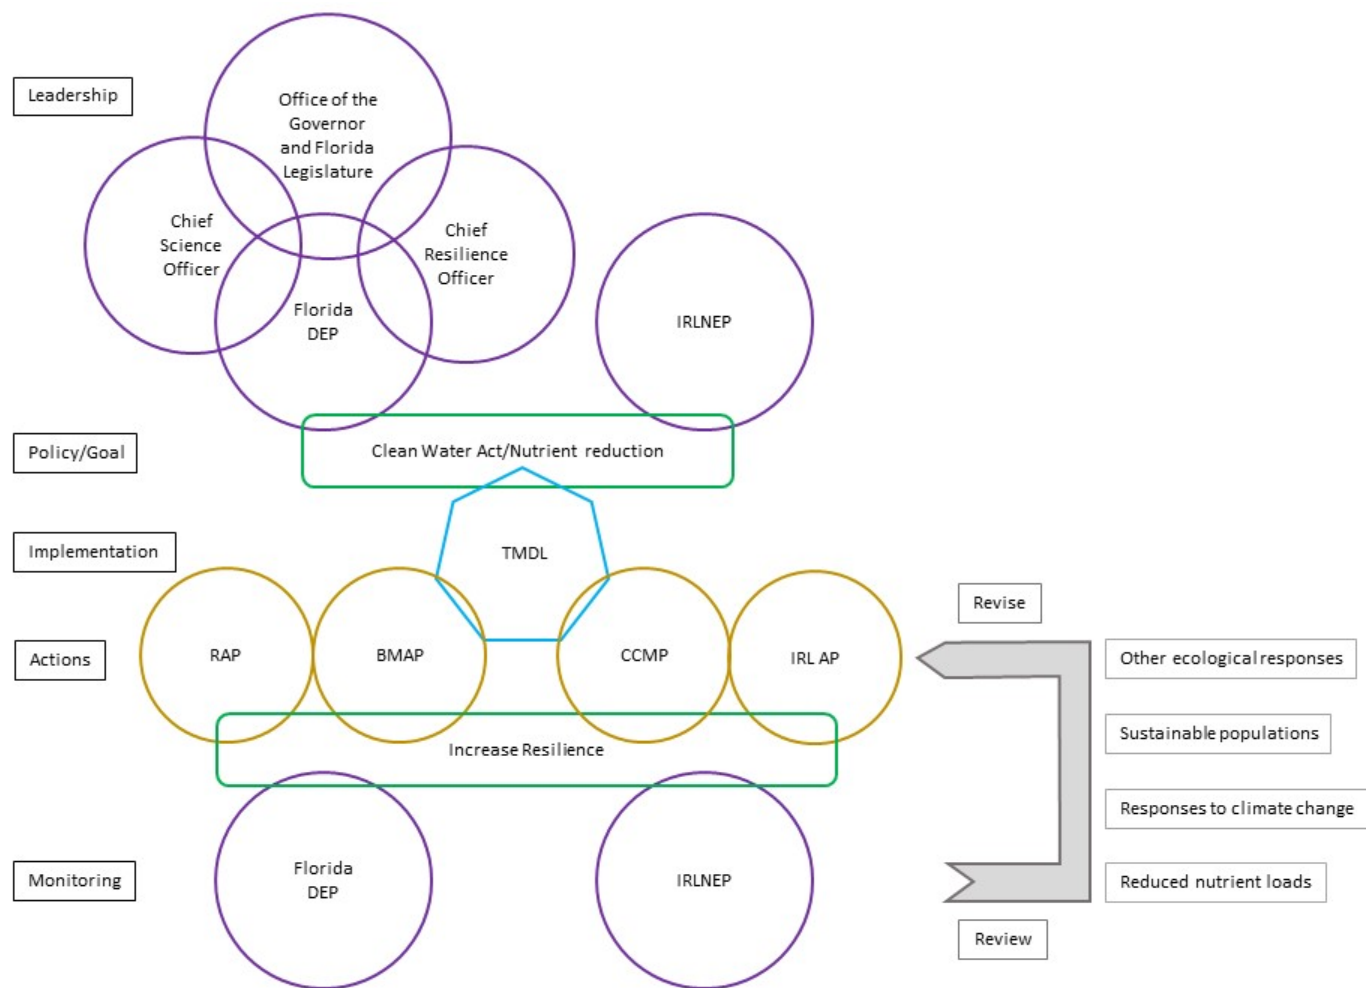 Leadership
Office of the
Governor
and Florida
Legislature
Chief
Science
Officer
Chief
Resilience
Officer
Florida
DEP
IRLNEP
Policy/Goal
Clean Water Act/Nutrient reduction
Implementation
TMDL
Revise
Actions
RAP
BMAP
CCMP
IRL AP
Other ecological responses
Sustainable populations
Increase Resilience
Responses to climate change
Monitoring
Florida
DEP
IRLNEP
Reduced nutrient loads
Review